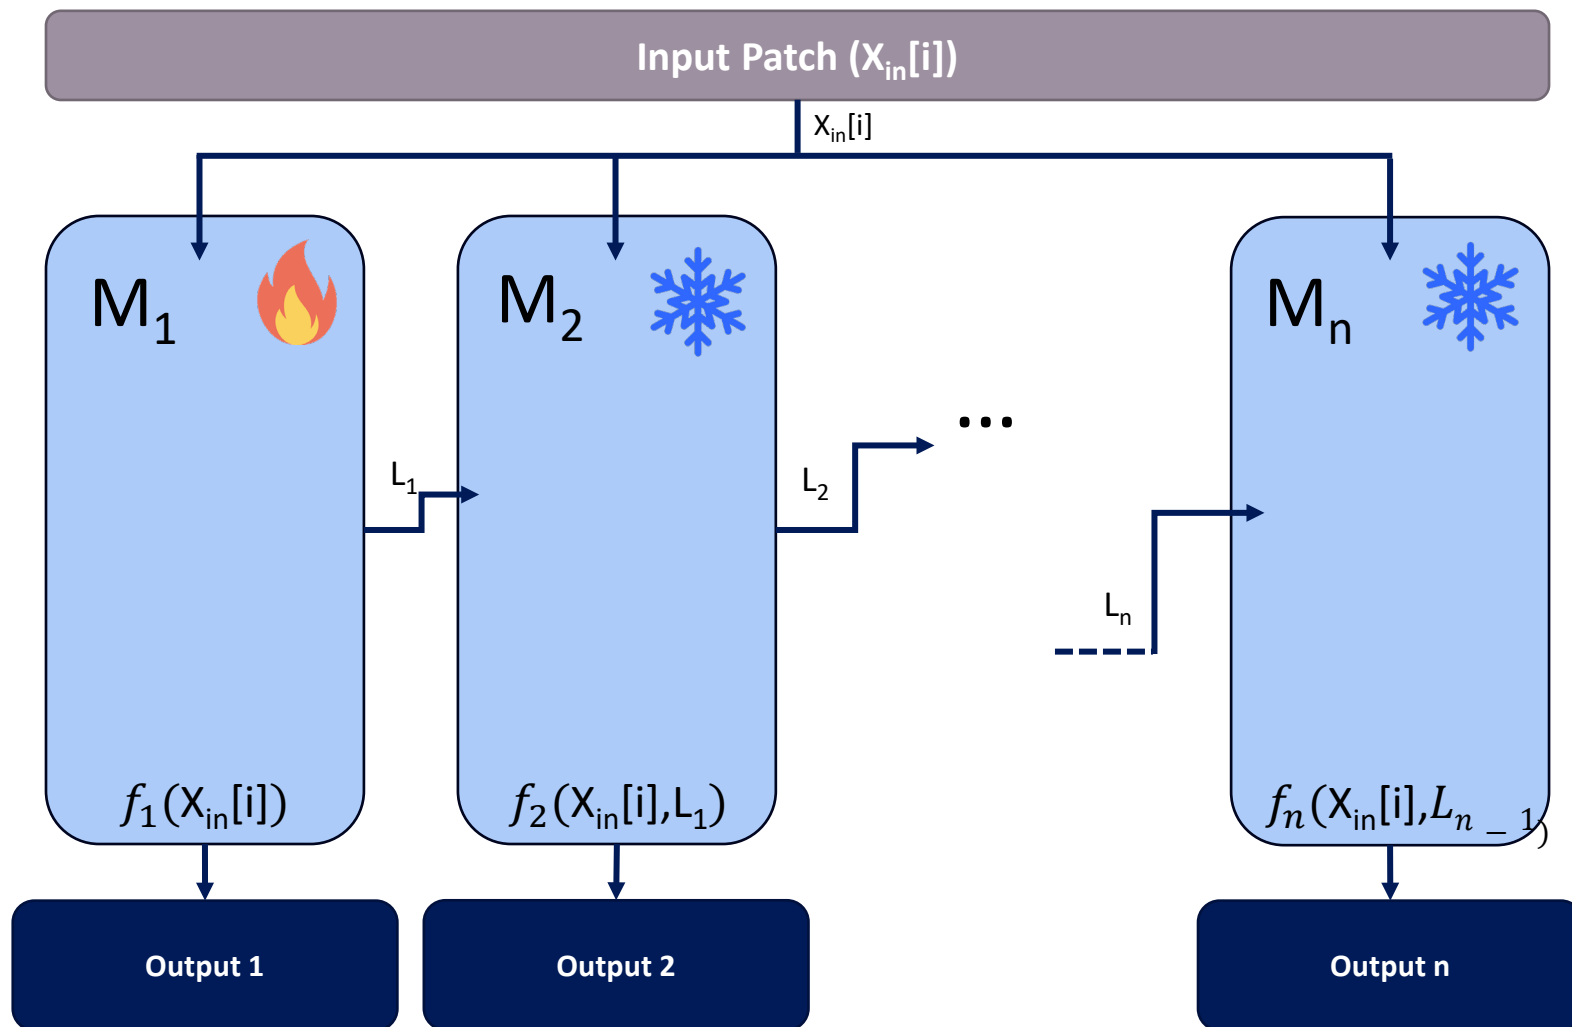 Input Patch (Xin[i])
Xin[i]
M1
M2
Mn
...
L1
L2
Ln
f1(Xin[i])
f2(Xin[i],L1)
fn(Xin[i],Ln _ 1)
Output 1
Output 2
Output n